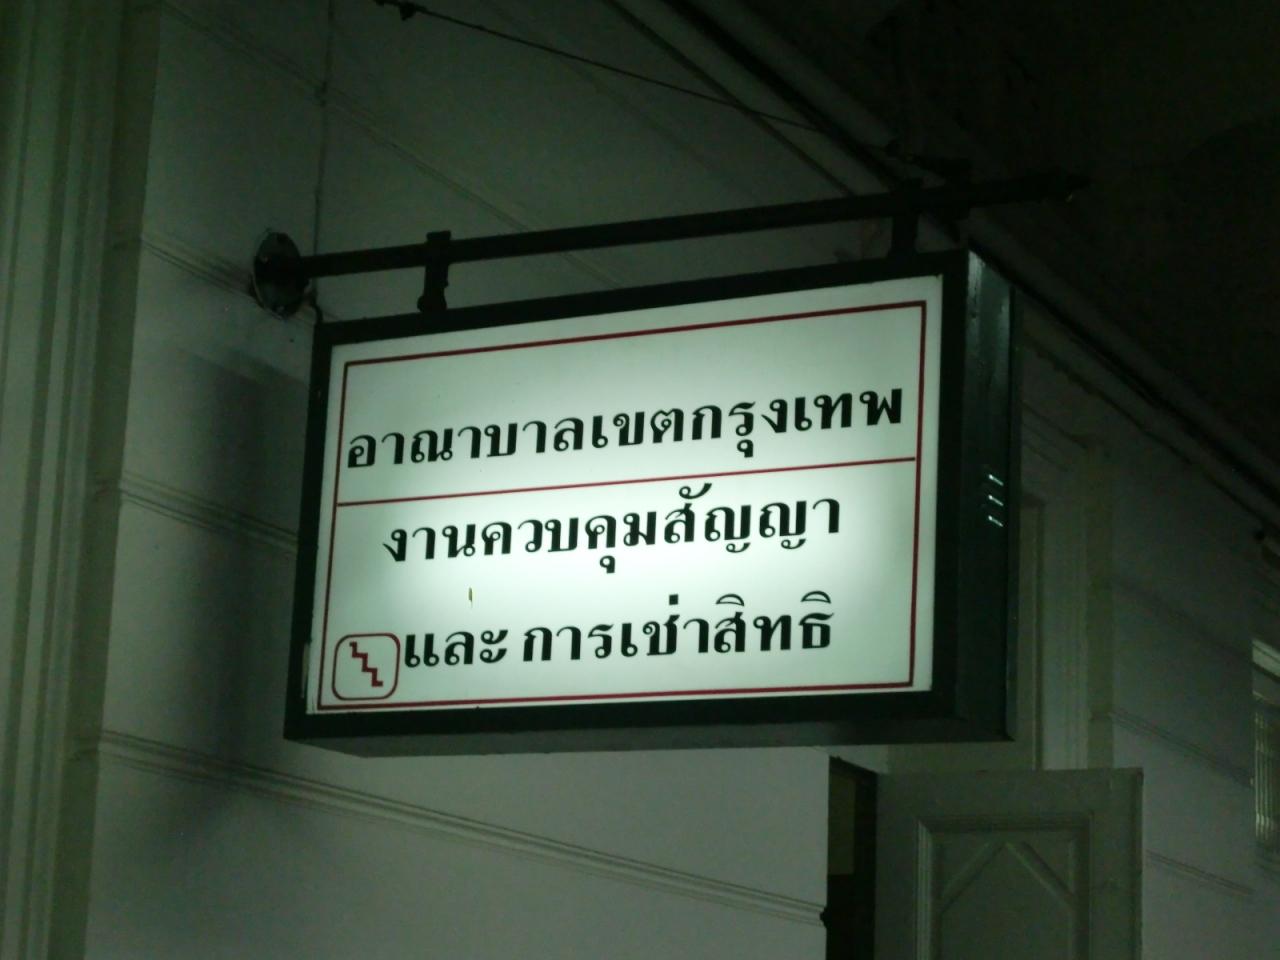 อาณาบาลเขตกรุงเทพ
งานควบคุมสัญญา
และ การเช่าสิทธิ